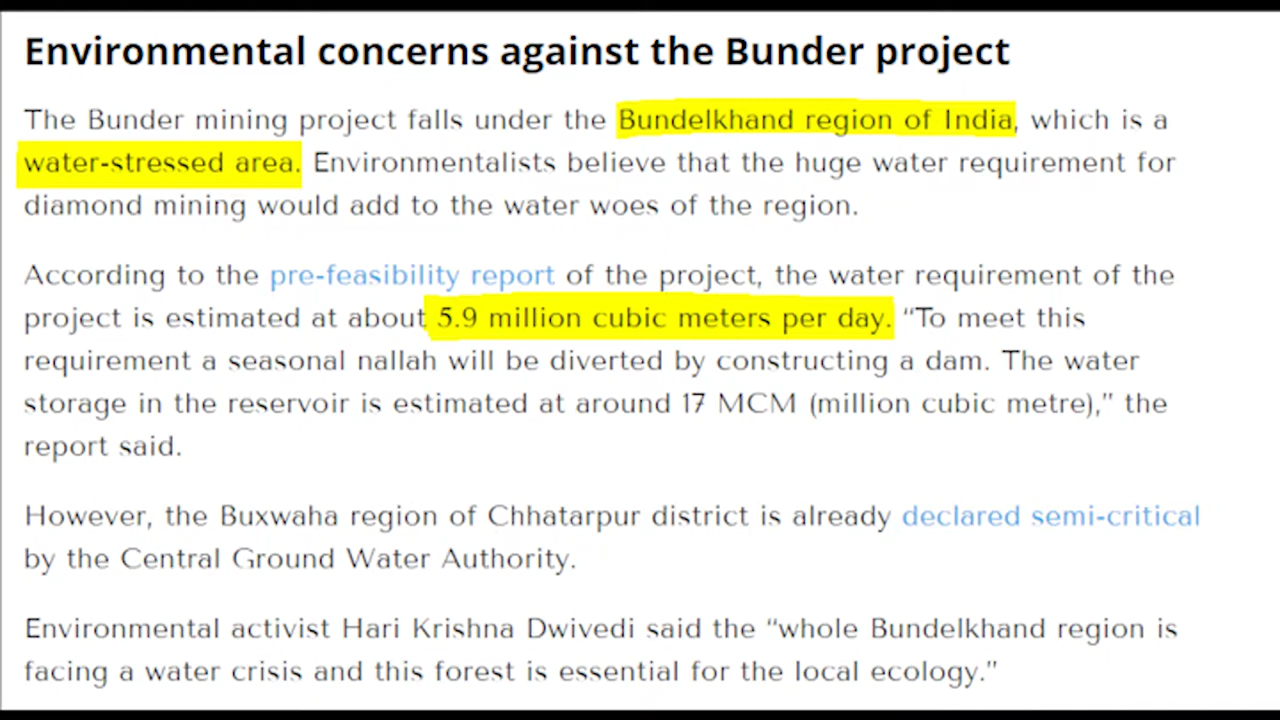 Environmental concerns against the Bunder project
The Bunder mining project falls under the Bundelkhand region of India, which is a
water-stressed area. Environmentalists believe that the huge water requirement for
diamond mining would add to the water woes of the region.
According to the pre-feasibility report of the project, the water requirement of the
project is estimated at about 5.9 million cubic meters per day. “To meet this
requirement a seasonal nallah will be diverted by constructing a dam. The water
storage in the reservoir is estimated at around 17 MCM (million cubic metre),” the
report said.
However, the Buxwaha region of Chhatarpur district is already declared semi-critical
by the Central Ground Water Authority.
Environmental activist Hari Krishna Dwivedi said the “whole Bundelkhand region is
facing a water crisis and this forest is essential for the local ecology.”